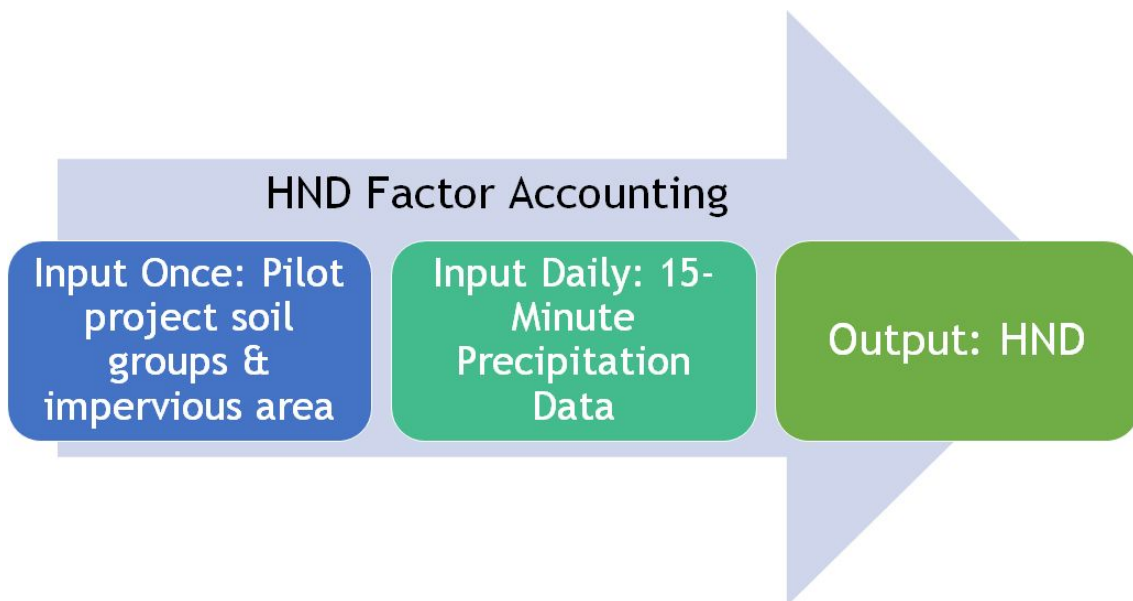 HND Factor Accounting
Input Once: Pilot
project soil
groups &
impervious area
Input Daily: 15-
Minute
Precipitation
Data
Output: HND